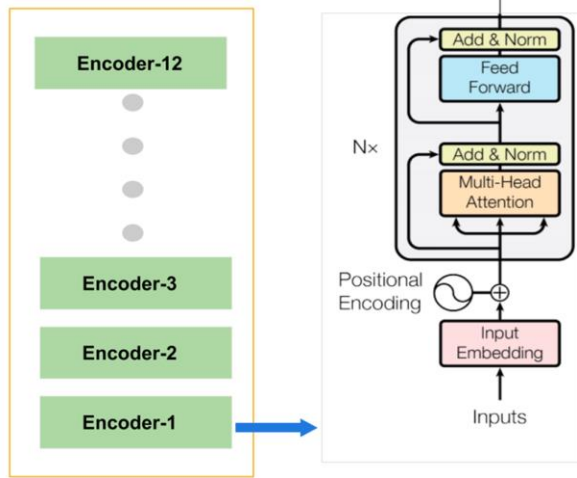 Encoder-12
Encoder-3
Encoder-2
Encoder-1
Add & Norm
Feed
Forward
N×
Add & Norm
Multi-Head
Attention
Positional
Encoding
Input
Embedding
Inputs